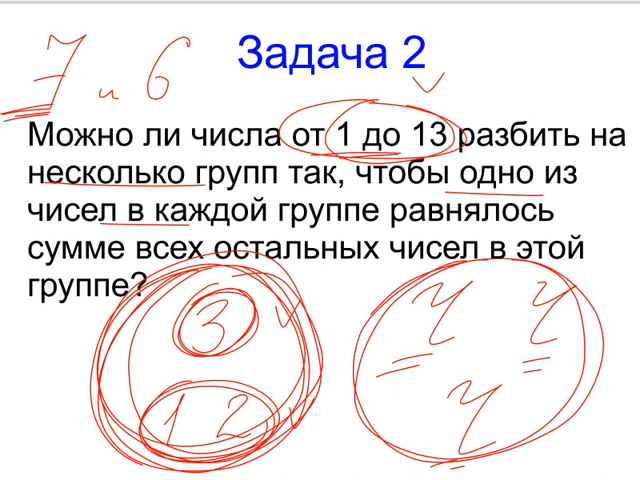 Задача 2
7 и 6
Можно ли числа от 1 до 13 разбить на
несколько групп так, чтобы одно из
чисел в каждой группе равнялось
сумме всех остальных чисел в этой
группе?
3
1 2
Ч Ч
Ч